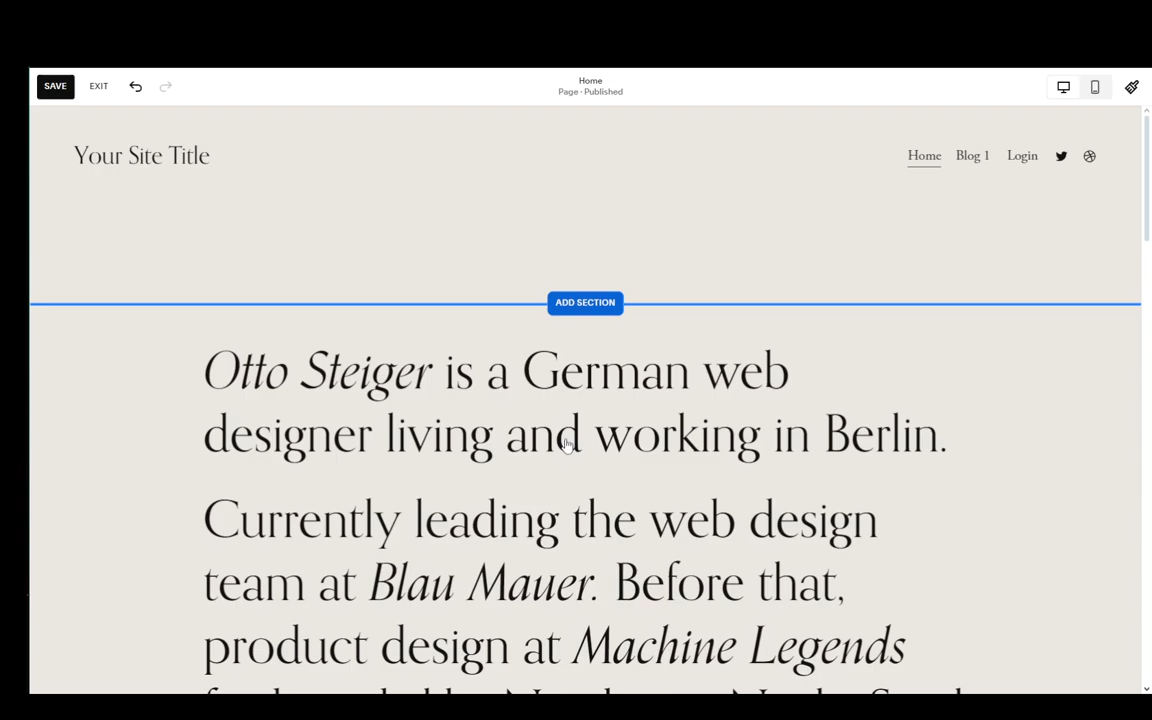 SAVE EXIT Home
Page · Published
Your Site Title Home Blog 1 Login
ADD SECTION
Otto Steiger is a German web
designer living and working in Berlin.
Currently leading the web design
team at Blau Mauer. Before that,
product design at Machine Legends